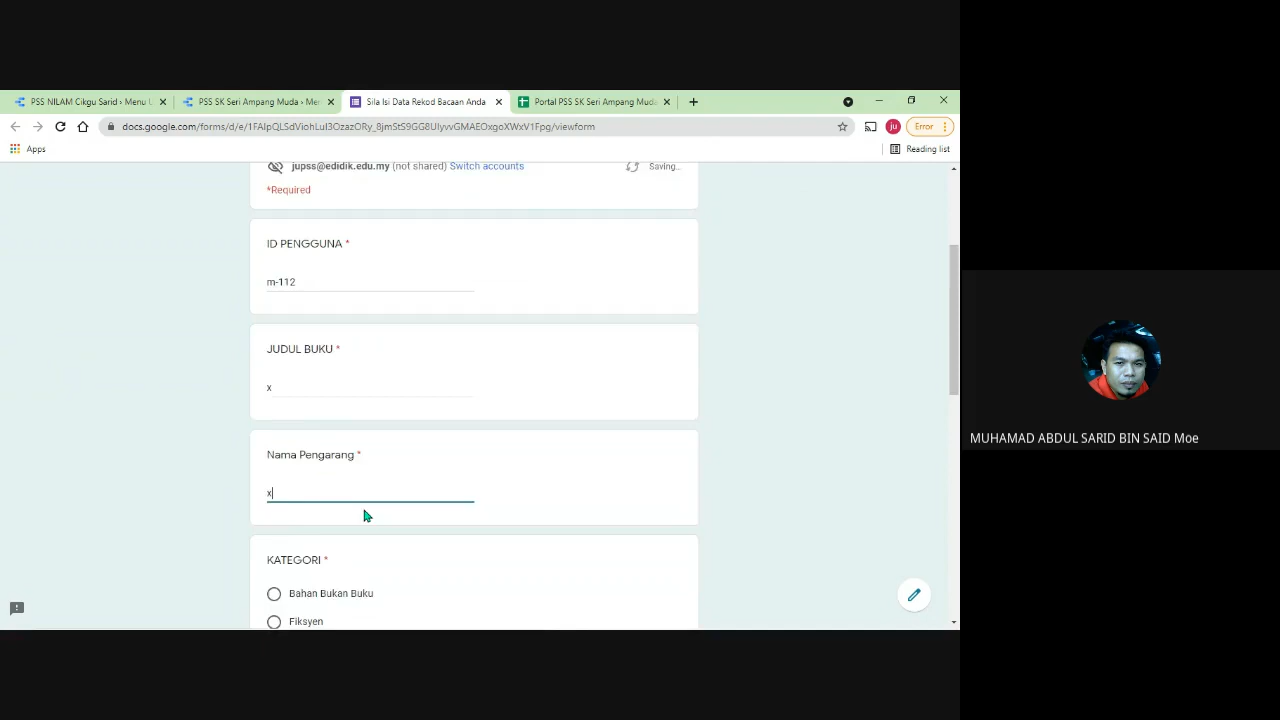 PSS NILAM Cikgu Sarid › Menu U
PSS SK Seri Ampang Muda › Mer
Sila Isi Data Rekod Bacaan Anda
Portal PSS SK Seri Ampang Muda
docs.google.com/forms/d/e/1FAIpQLSdViohLuI3OzazORy_8jmStS9GG8UIyvvGMAEOxgoXWxV1Fpg/viewform
ju
Error
Apps
Reading list
jupss@edidik.edu.my (not shared) Switch accounts
Saving...
*Required
ID PENGGUNA *
m-112
JUDUL BUKU *
x
Nama Pengarang *
x
KATEGORI *
Bahan Bukan Buku
Fiksyen
MUHAMAD ABDUL SARID BIN SAID Moe